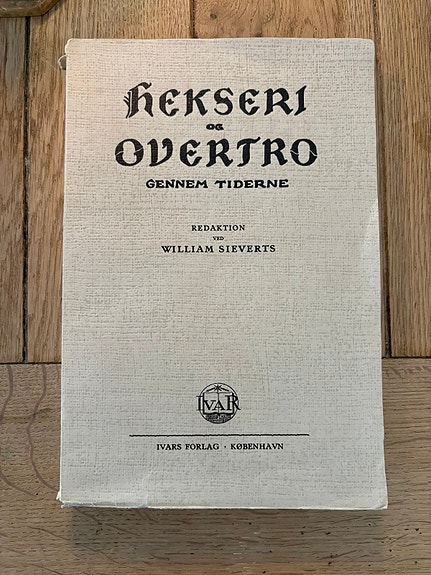 HEKSERI
OG
OVERTRO
GENNEM TIDERNE
REDAKTION
VED
WILLIAM SIEVERTS
IVAR
IVARS FORLAG · KØBENHAVN